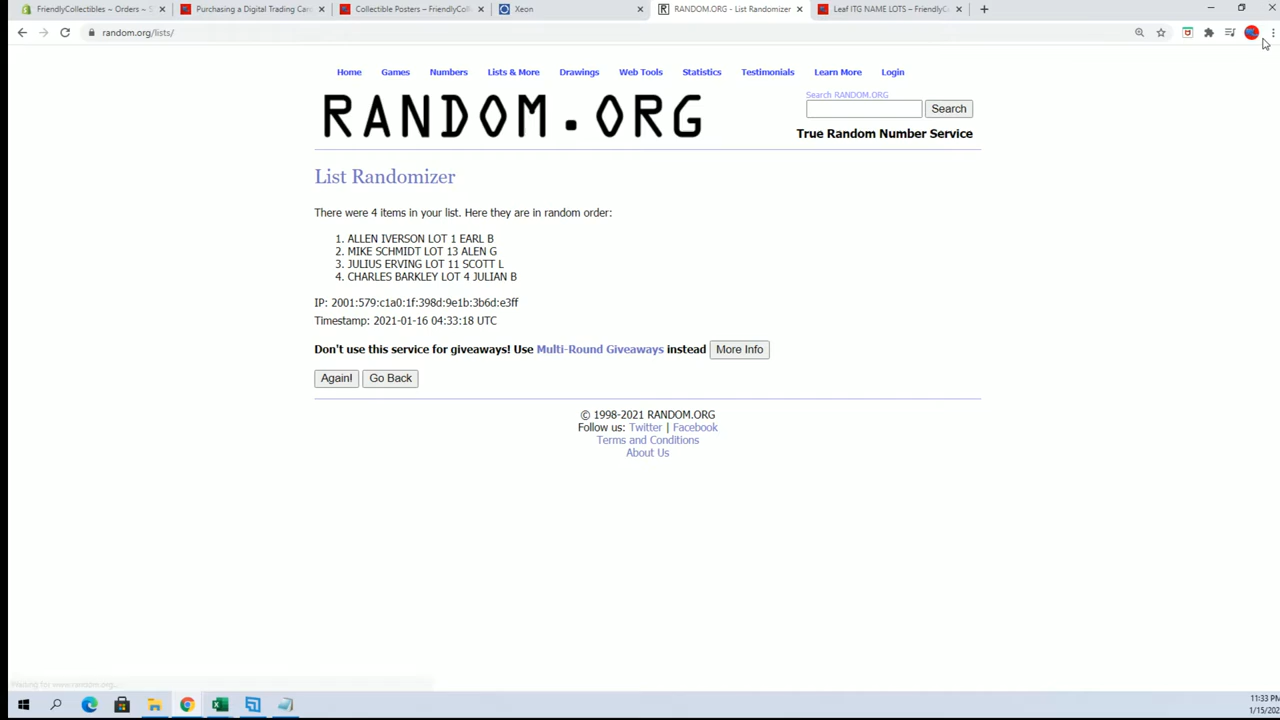 FriendlyCollectibles ~ Orders ~ S
Purchasing a Digital Trading Car
Collectible Posters – FriendlyColl
Xeon
RANDOM.ORG - List Randomizer
Leaf ITG NAME LOTS – FriendlyC
random.org/lists/
Home Games Numbers Lists & More Drawings Web Tools Statistics Testimonials Learn More Login
RANDOM.ORG
Search RANDOM.ORG
Search
True Random Number Service
List Randomizer
There were 4 items in your list. Here they are in random order:
1. ALLEN IVERSON LOT 1 EARL B
2. MIKE SCHMIDT LOT 13 ALEN G
3. JULIUS ERVING LOT 11 SCOTT L
4. CHARLES BARKLEY LOT 4 JULIAN B
IP: 2001:579:c1a0:1f:398d:9e1b:3b6d:e3ff
Timestamp: 2021-01-16 04:33:18 UTC
Don't use this service for giveaways! Use Multi-Round Giveaways instead More Info
Again! Go Back
© 1998-2021 RANDOM.ORG
Follow us: Twitter | Facebook
Terms and Conditions
About Us
Waiting for www.random.org...
11:33 PM
1/15/202